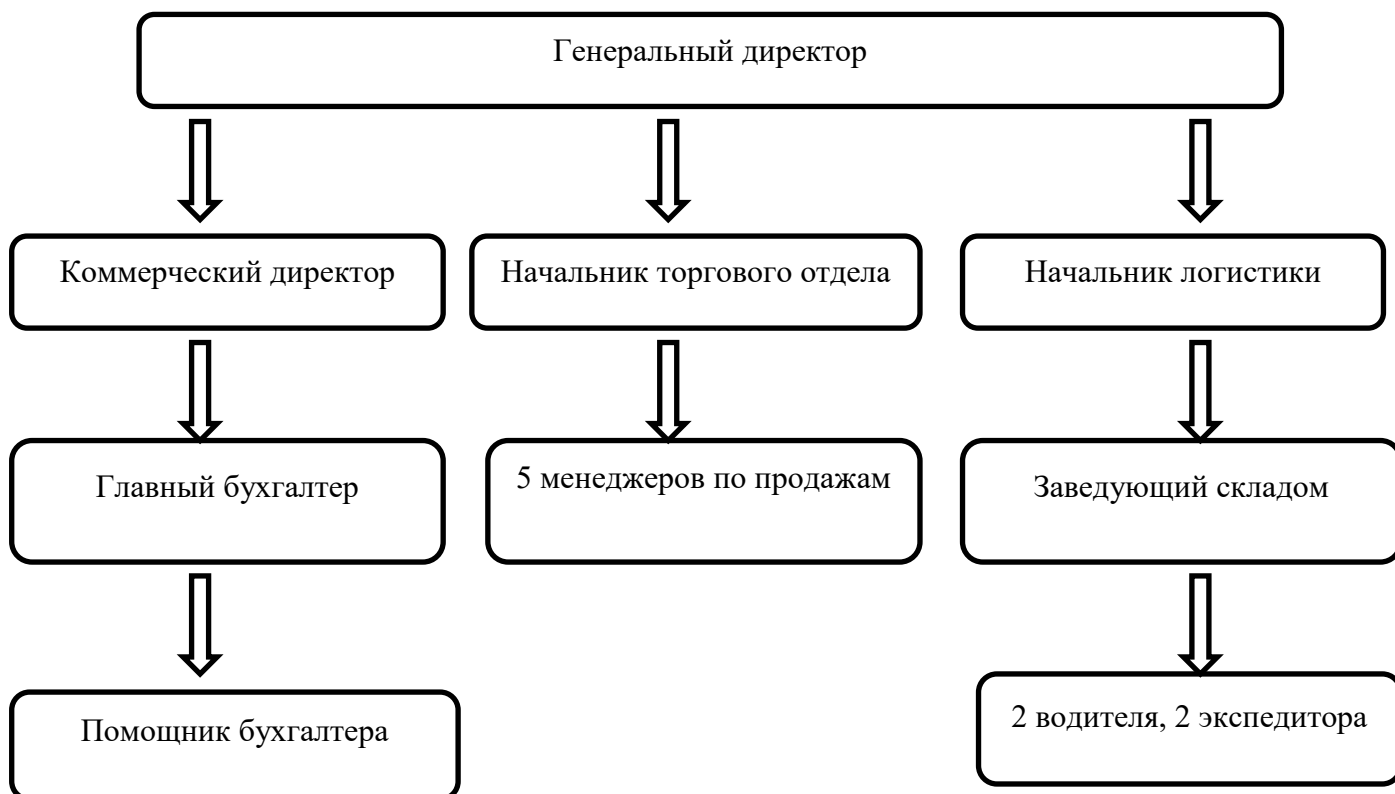 Генеральный директор
Коммерческий директор
Начальник торгового отдела
Начальник логистики
Главный бухгалтер
5 менеджеров по продажам
Заведующий складом
Помощник бухгалтера
2 водителя, 2 экспедитора